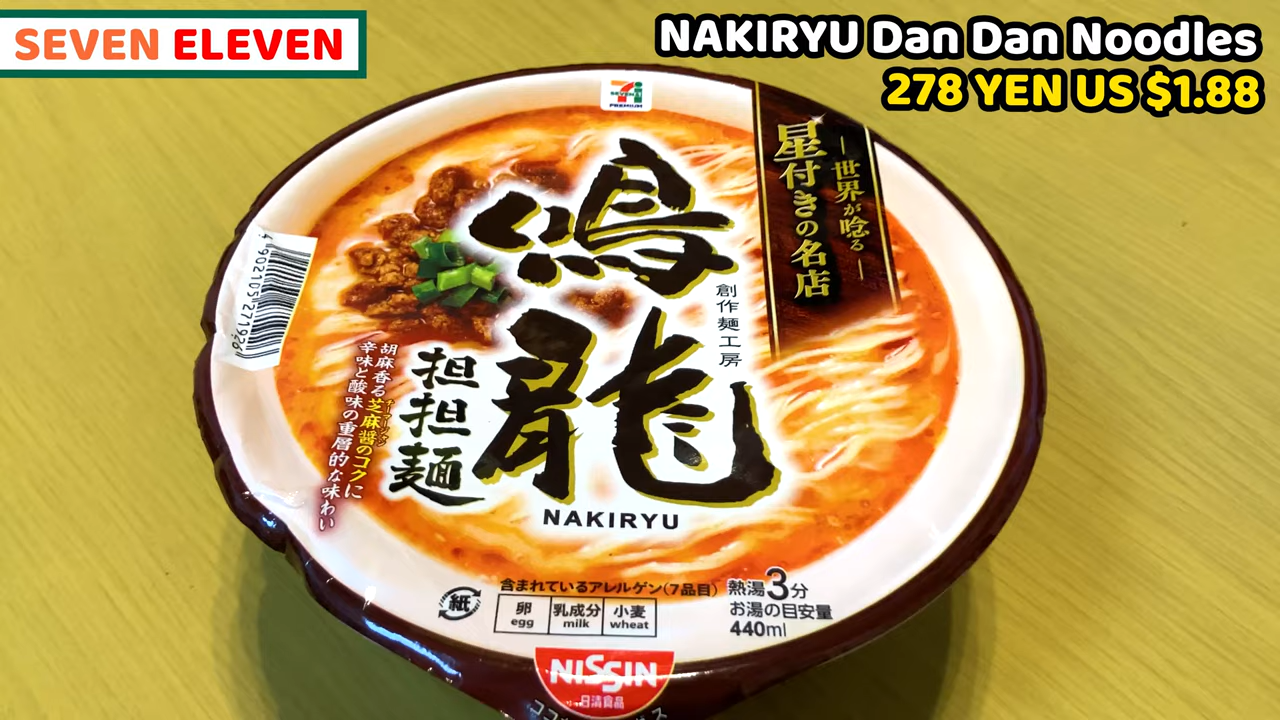 SEVEN ELEVEN
NAKIRYU Dan Dan Noodles
278 YEN US $1.88
7
SEVEN i
PREMIUM
世界が唸る
星付きの名店
創作麺工房
鳴龍
担担麺
NAKIRYU
胡麻香る芝麻醤のコクに
チーマージャン
辛味と酸味の重層的な味わい
4 902105 271926
紙
含まれているアレルゲン(7品目)
卵 乳成分 小麦
egg milk wheat
熱湯3分
お湯の目安量
440ml
NISSIN
日清食品